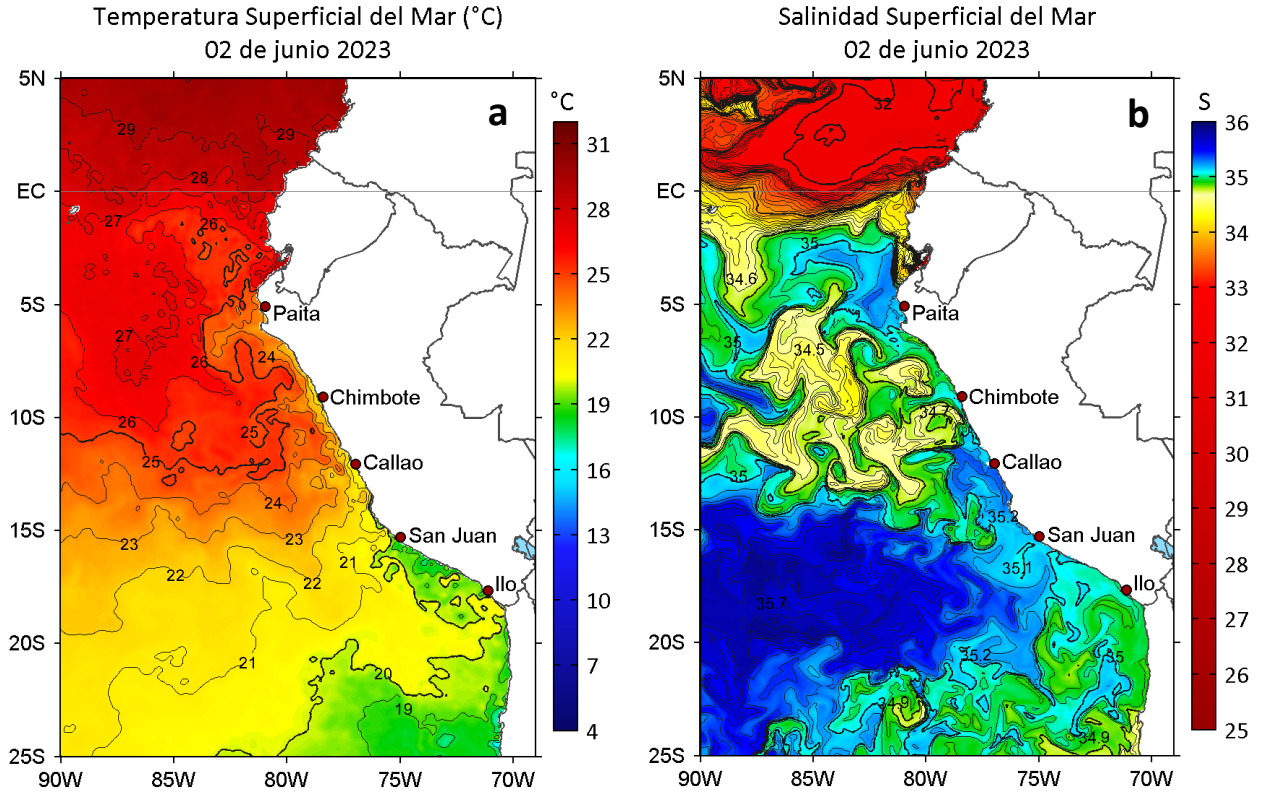 Temperatura Superficial del Mar (°C)
02 de junio 2023
a
°C
5N
EC
5S
10S
15S
20S
25S
90W
85W
80W
75W
70W
31
28
25
22
19
16
13
10
7
4
29
29
28
27
26
27
26
24
26
25
25
24
23
23
22
22
21
21
20
19
Paita
Chimbote
Callao
San Juan
Ilo
Salinidad Superficial del Mar
02 de junio 2023
b
S
5N
EC
5S
10S
15S
20S
25S
90W
85W
80W
75W
70W
36
35
34
33
32
31
30
29
28
27
26
25
32
35
34.6
35
34.5
34.7
35
35.2
35.1
35.7
35.2
35
34.9
34.9
Paita
Chimbote
Callao
San Juan
Ilo